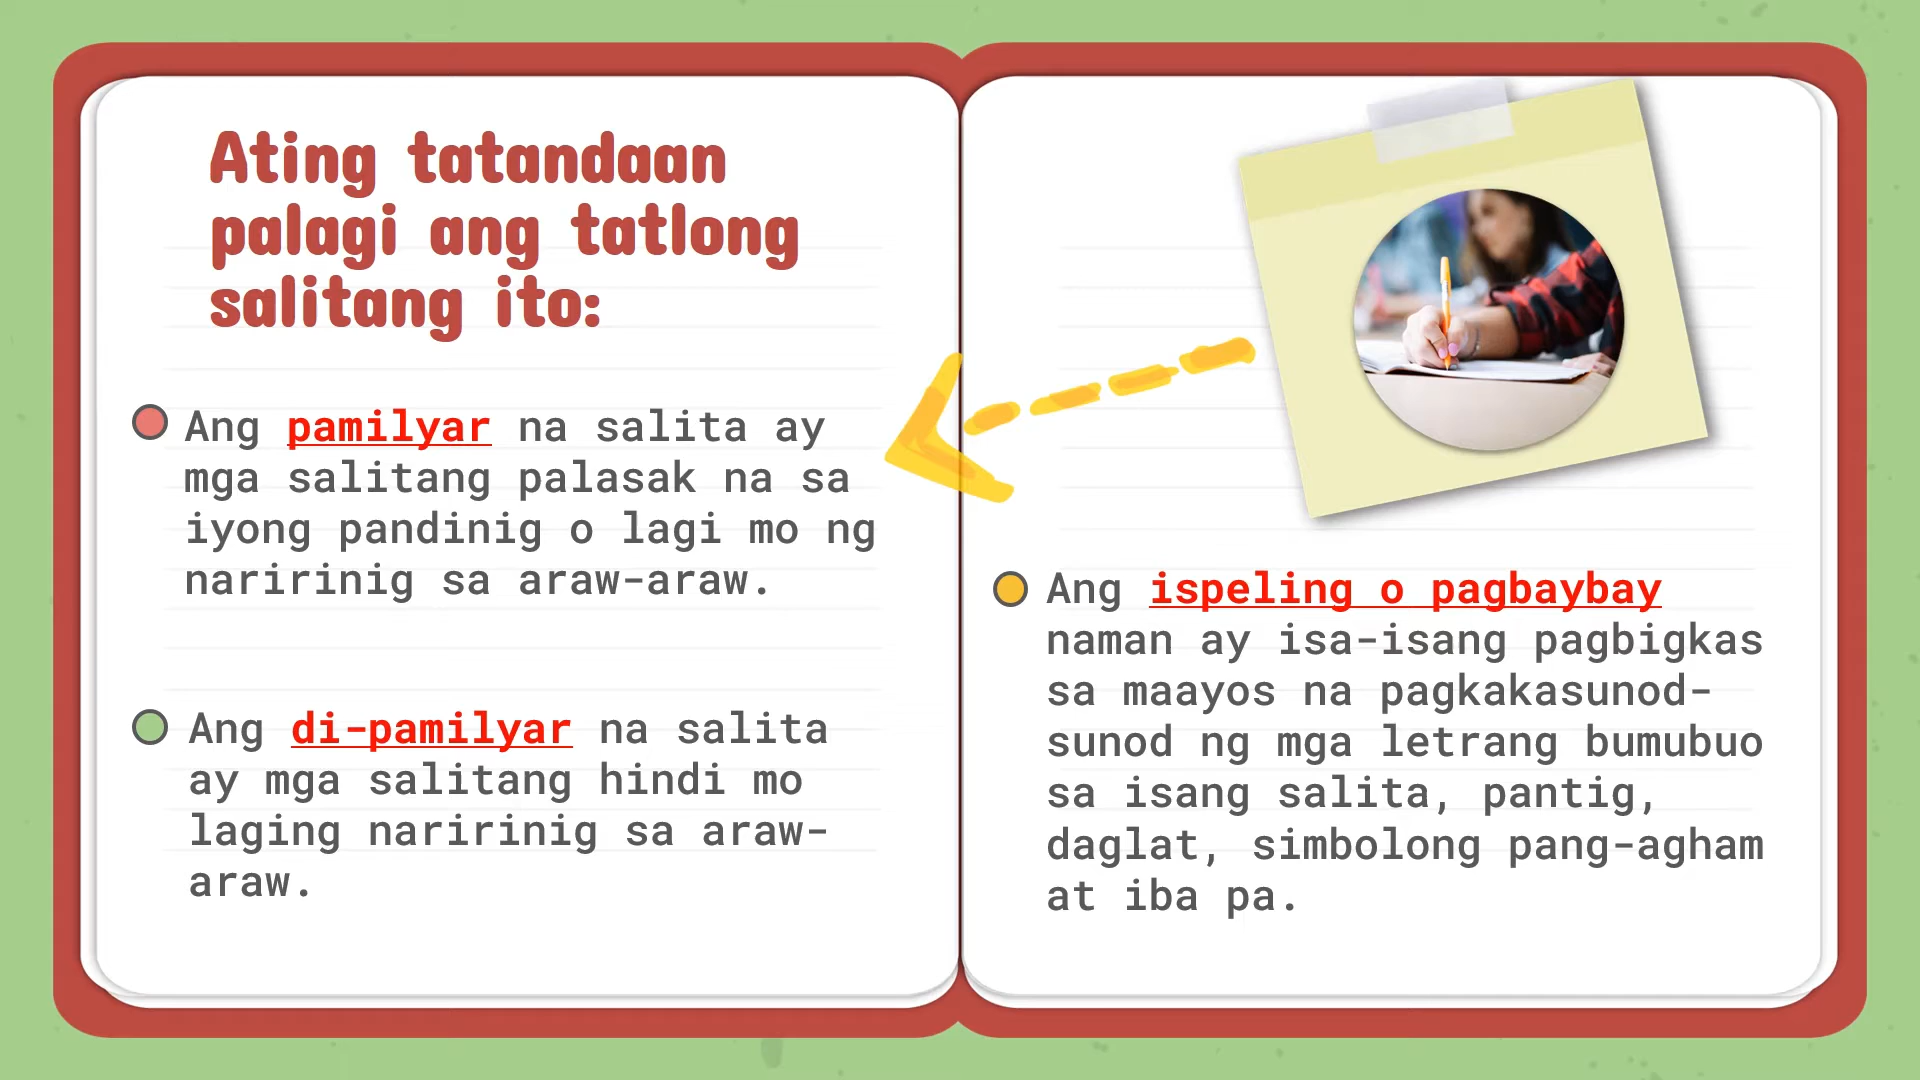 Ating tatandaan
palagi ang tatlong
salitang ito:
Ang pamilyar na salita ay
mga salitang palasak na sa
iyong pandinig o lagi mo ng
naririnig sa araw-araw.
Ang di-pamilyar na salita
ay mga salitang hindi mo
laging naririnig sa araw-
araw.
Ang ispeling o pagbaybay
naman ay isa-isang pagbigkas
sa maayos na pagkakasunod-
sunod ng mga letrang bumubuo
sa isang salita, pantig,
daglat, simbolong pang-agham
at iba pa.